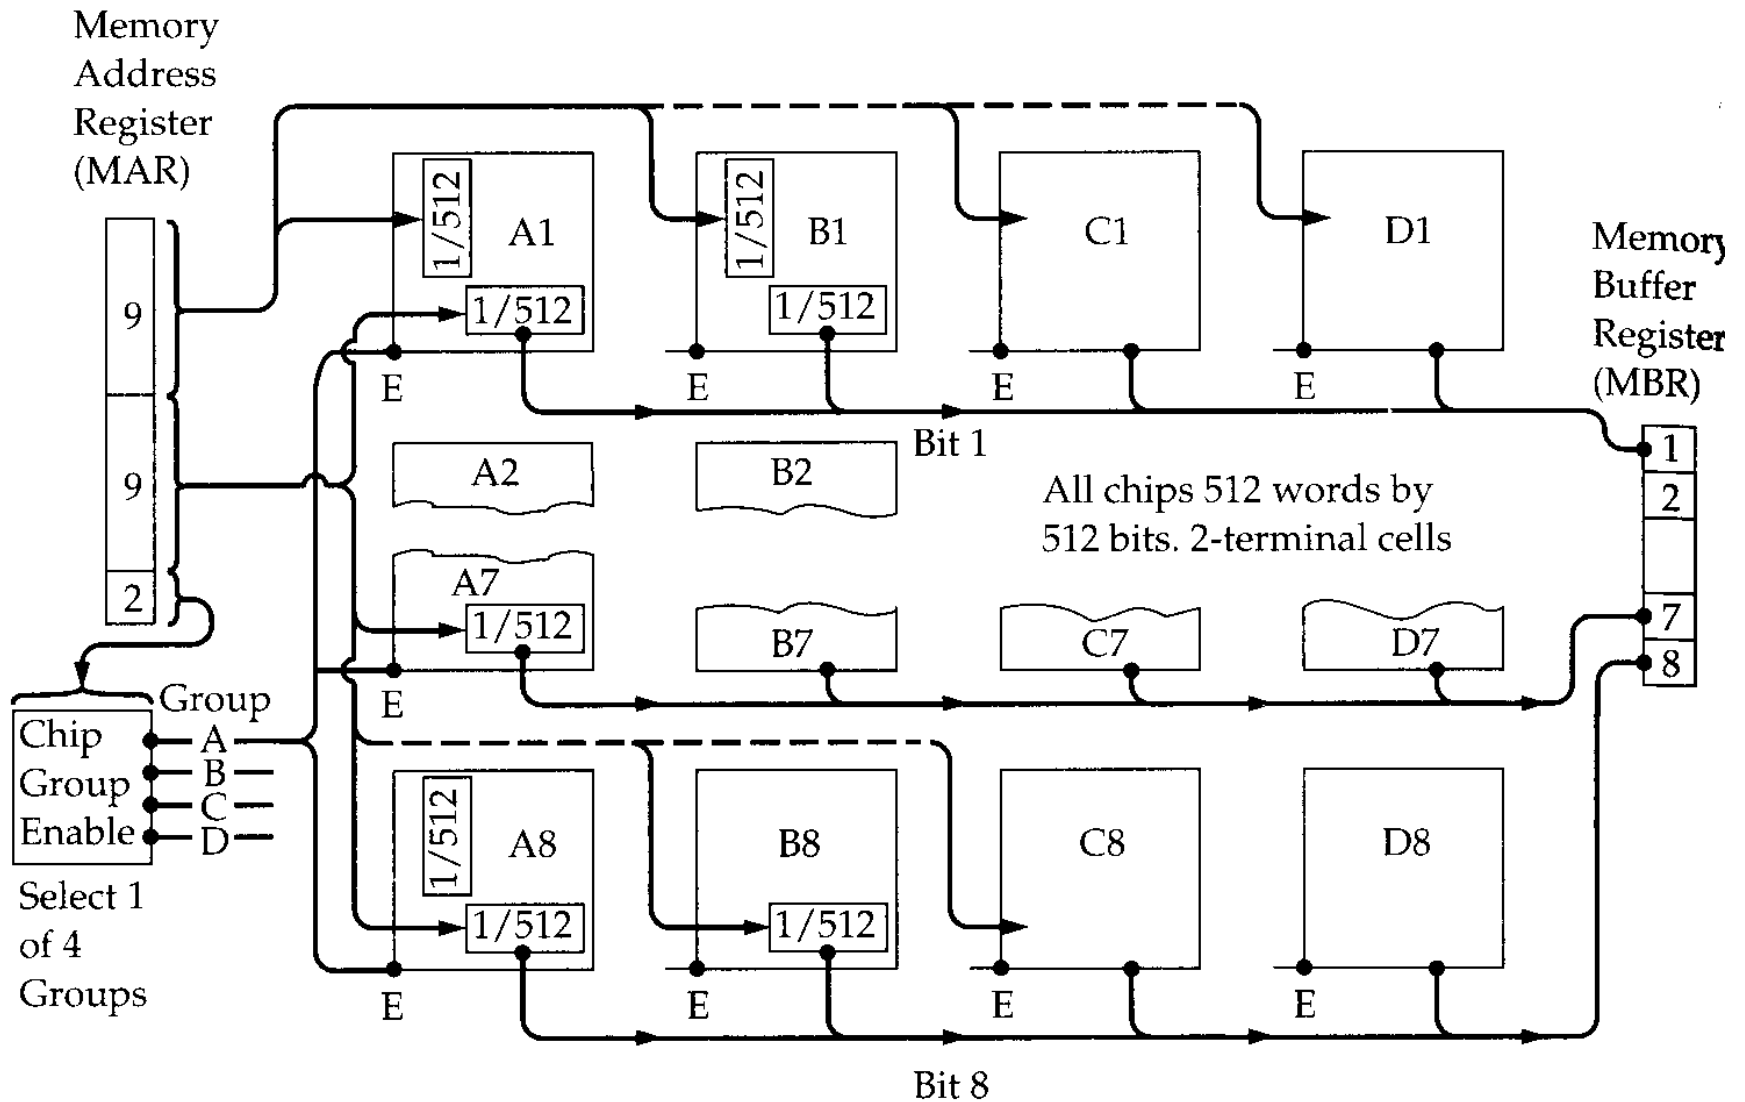 Memory
Address
Register
(MAR)
9
9
2
1/512
A1
1/512
E
1/512
B1
1/512
E
C1
E
D1
E
Memory
Buffer
Register
(MBR)
Bit 1
1
2
7
8
A2
B2
All chips 512 words by
512 bits. 2-terminal cells
A7
1/512
E
B7
C7
D7
Group
Chip
Group
Enable
A
B
C
D
Select 1
of 4
Groups
1/512
A8
1/512
E
B8
1/512
E
C8
E
D8
E
Bit 8